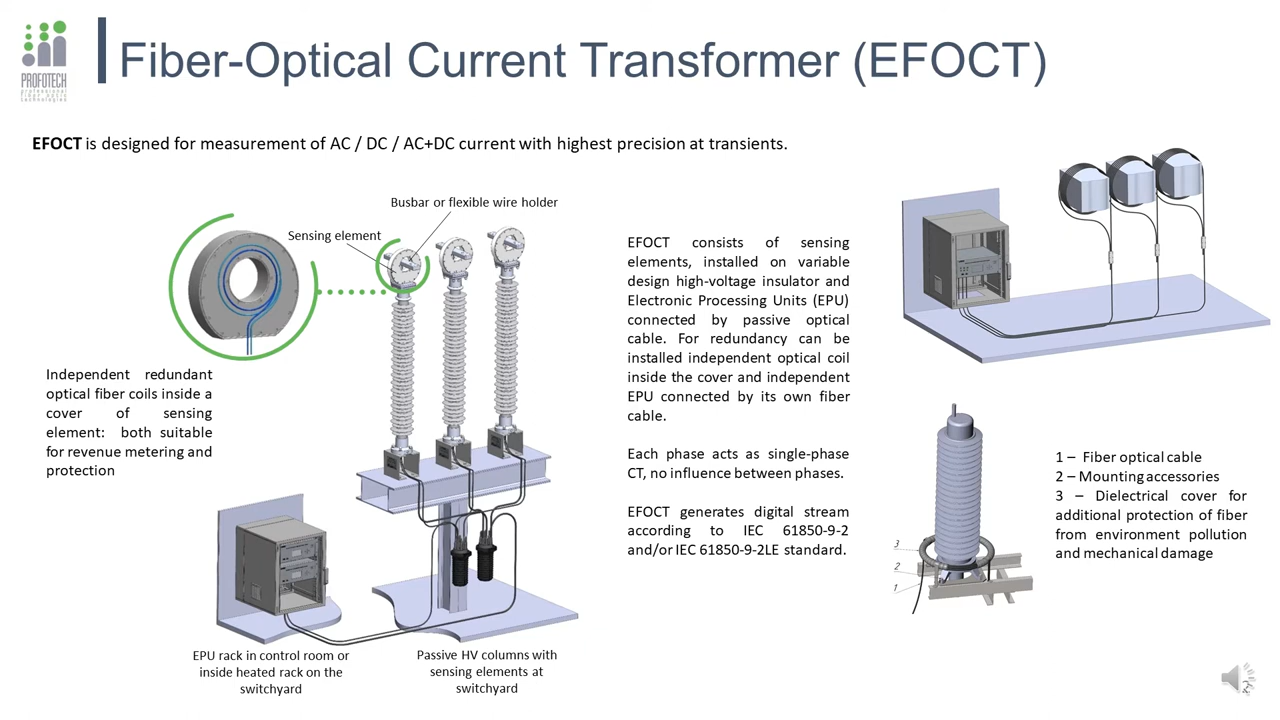 PROFOTECH
professional
fiber optic
technologies
Fiber-Optical Current Transformer (EFOCT)
EFOCT is designed for measurement of AC / DC / AC+DC current with highest precision at transients.
Busbar or flexible wire holder
Sensing element
Independent redundant
optical fiber coils inside a
cover of sensing
element: both suitable
for revenue metering and
protection
EPU rack in control room or
inside heated rack on the
switchyard
Passive HV columns with
sensing elements at
switchyard
EFOCT consists of sensing
elements, installed on variable
design high-voltage insulator and
Electronic Processing Units (EPU)
connected by passive optical
cable. For redundancy can be
installed independent optical coil
inside the cover and independent
EPU connected by its own fiber
cable.
Each phase acts as single-phase
CT, no influence between phases.
EFOCT generates digital stream
according to IEC 61850-9-2
and/or IEC 61850-9-2LE standard.
3
2
1
1 – Fiber optical cable
2 – Mounting accessories
3 – Dielectrical cover for
additional protection of fiber
from environment pollution
and mechanical damage